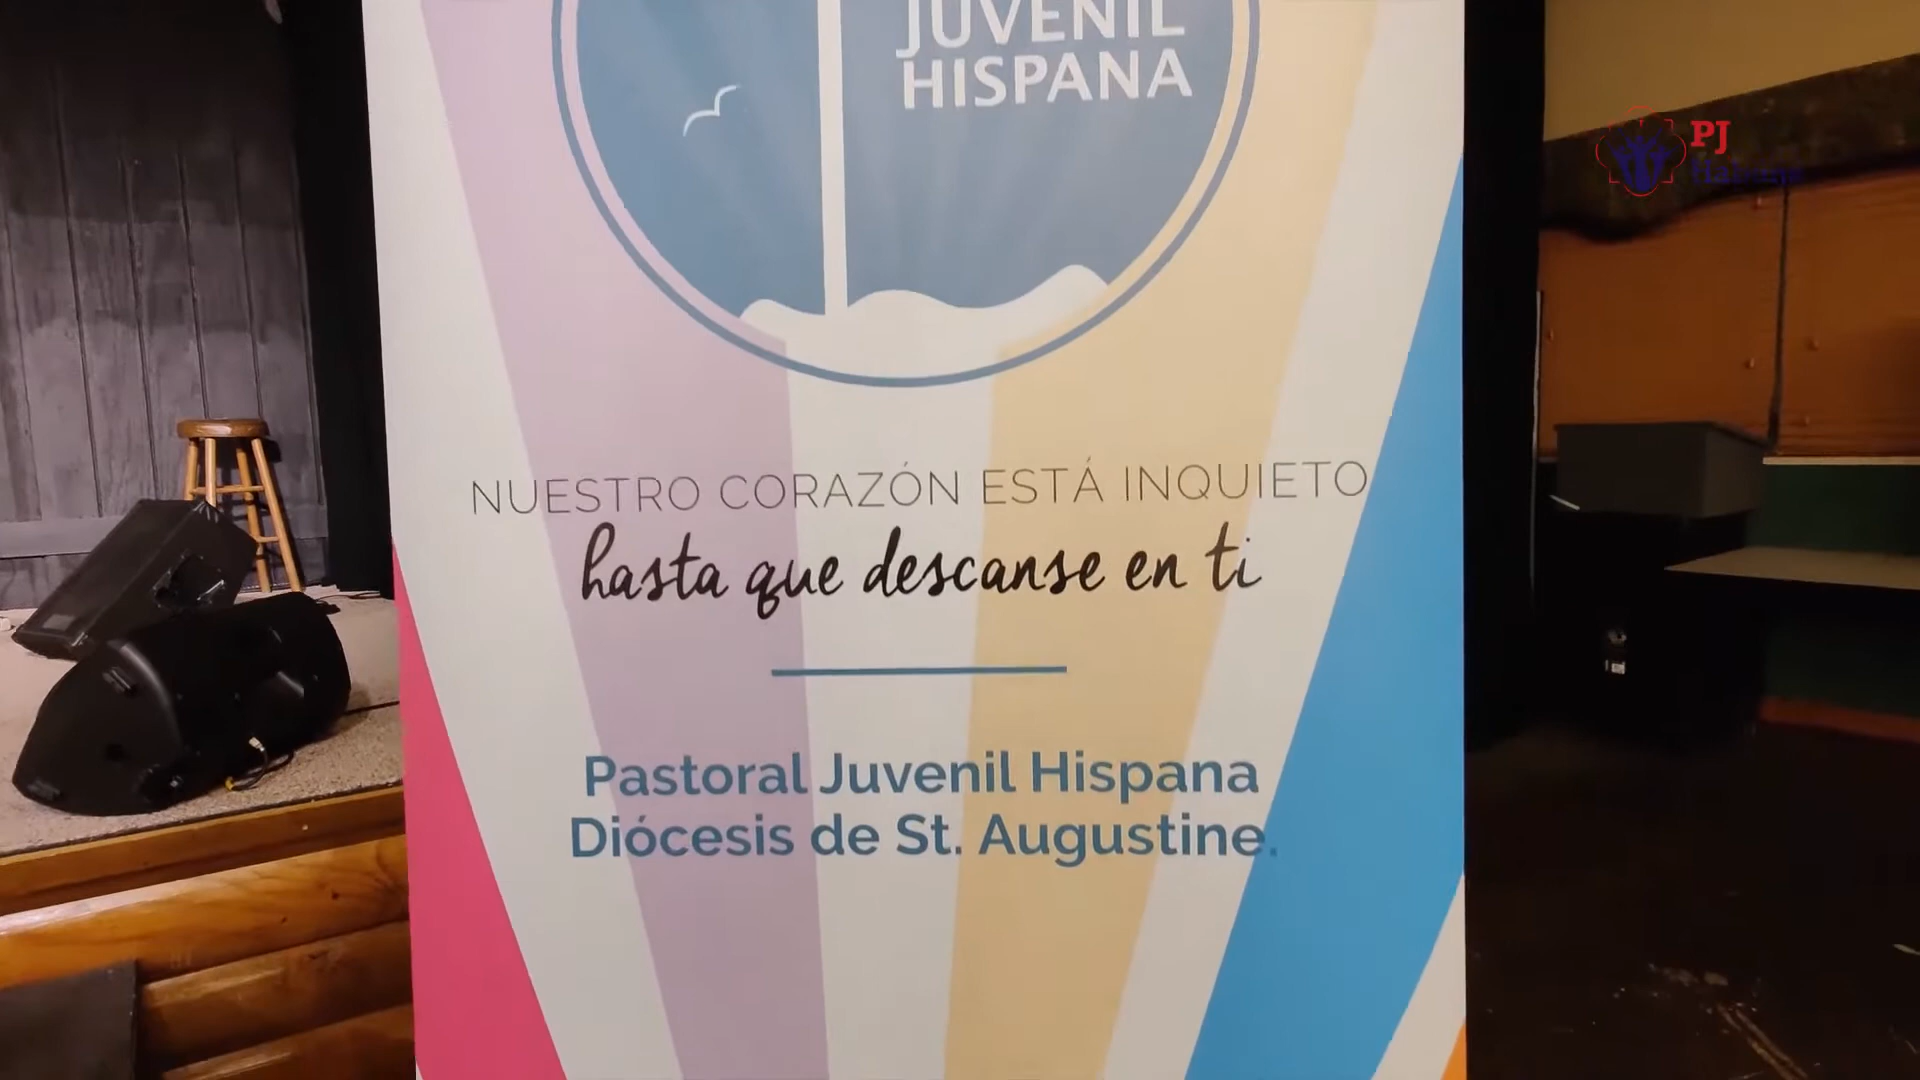 JUVENIL
HISPANA
PJ
Habana
NUESTRO CORAZÓN ESTÁ INQUIETO
hasta que descanse en ti
Pastoral Juvenil Hispana
Diócesis de St. Augustine.